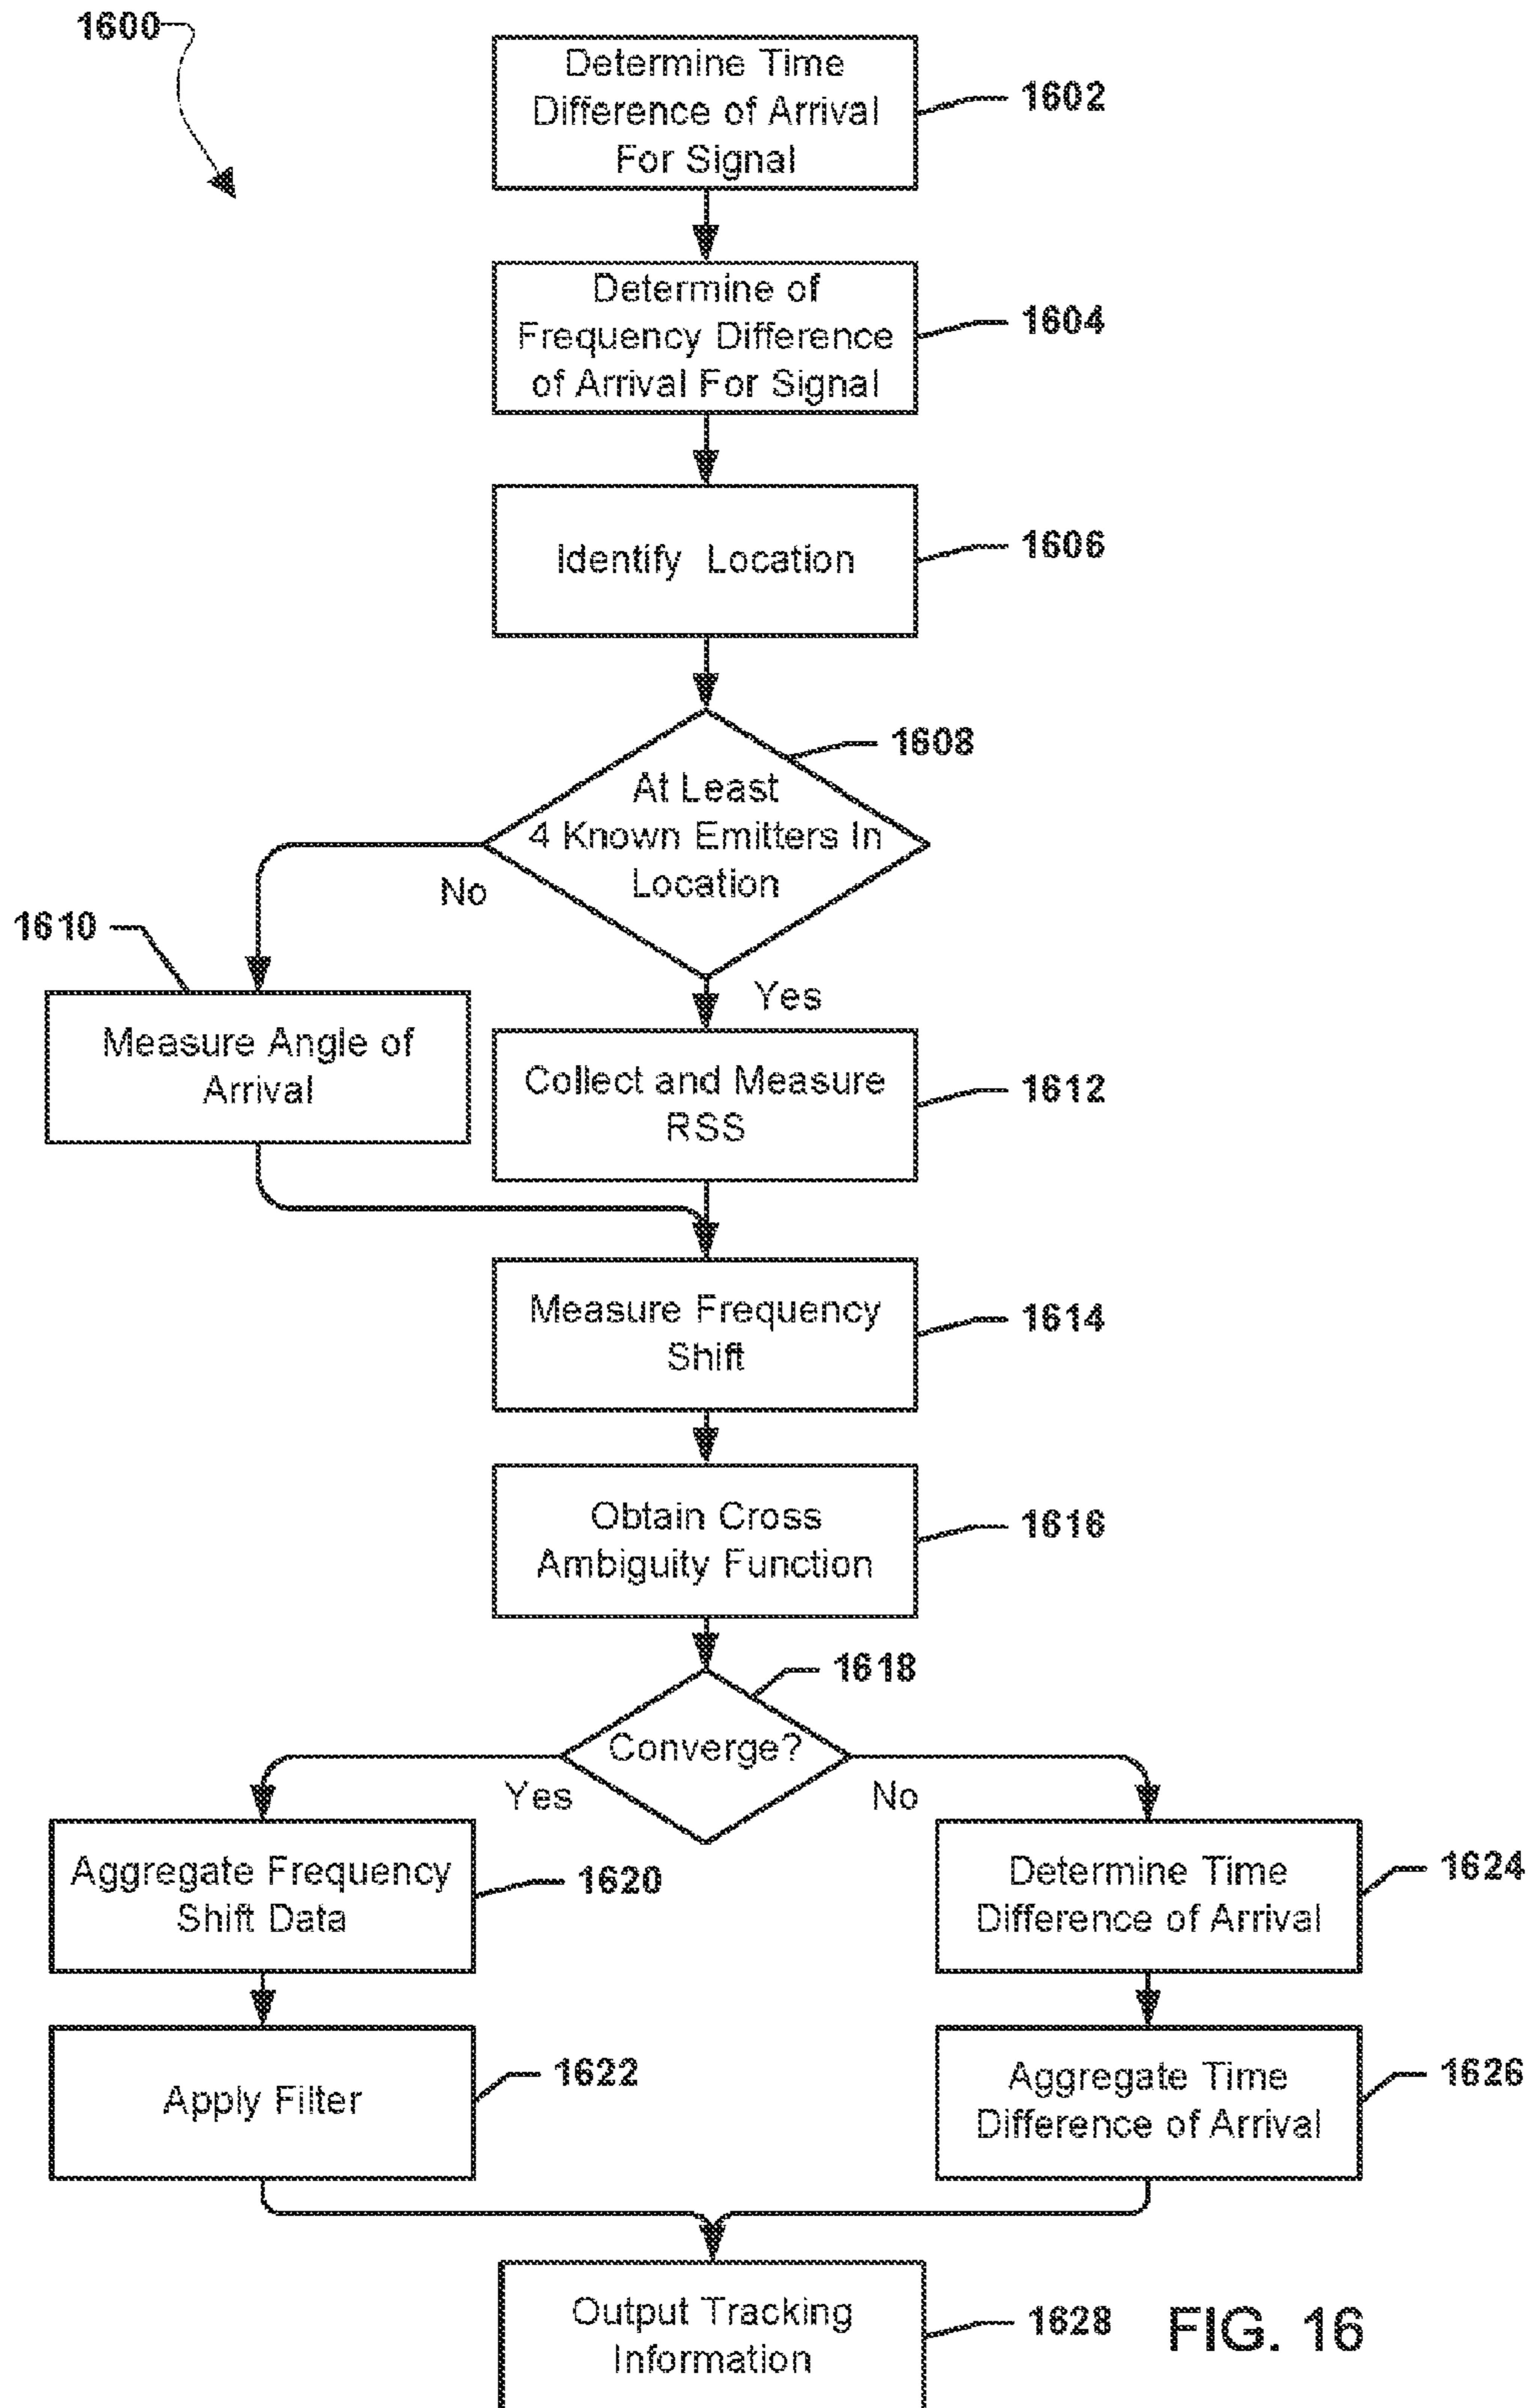 1600
Determine Time
Difference of Arrival
For Signal
1602
Determine of
Frequency Difference
of Arrival For Signal
1604
Identify Location
1606
1608
At Least
4 Known Emitters In
Location
No
Yes
1610
Measure Angle of
Arrival
Collect and Measure
RSS
1612
Measure Frequency
Shift
1614
Obtain Cross
Ambiguity Function
1616
1618
Converge?
Yes
No
Aggregate Frequency
Shift Data
1620
Determine Time
Difference of Arrival
1624
Apply Filter
1622
Aggregate Time
Difference of Arrival
1626
Output Tracking
Information
1628
FIG. 16